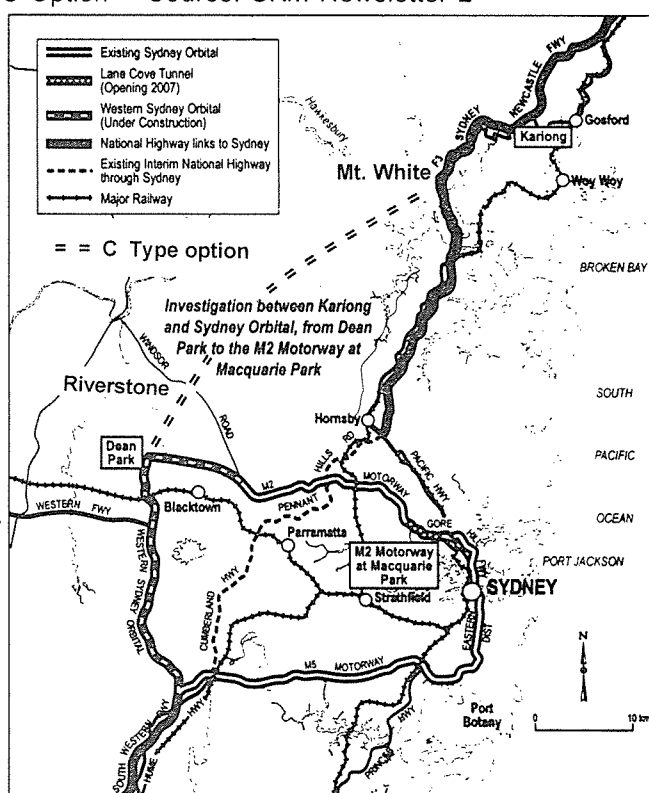 Existing Sydney Orbital
Lane Cove Tunnel
(Opening 2007)
Western Sydney Orbital
(Under Construction)
National Highway links to Sydney
Existing Interim National Highway
through Sydney
Major Railway
= = C Type option
Hawkesbury
SYDNEY
NEWCASTLE
FWY
F3
Gosford
Kariong
Mt. White
Woy Woy
BROKEN BAY
Investigation between Kariong
and Sydney Orbital, from Dean
Park to the M2 Motorway at
Macquarie Park
WINDSOR
ROAD
Riverstone
SOUTH
PACIFIC
OCEAN
Hornsby
Dean
Park
HILLS
RD
PACIFIC HWY
M2
MOTORWAY
PENNANT
WESTERN FWY
Blacktown
Parramatta
GORE
HILL
FWY
M2 Motorway
at Macquarie
Park
PORT JACKSON
SYDNEY
Strathfield
WESTERN SYDNEY ORBITAL
CUMBERLAND
HWY
EASTERN
DIST
M5
MOTORWAY
N
SOUTH WESTERN FWY
HUME
HWY
PRINCES
HWY
Port
Botany
0
10